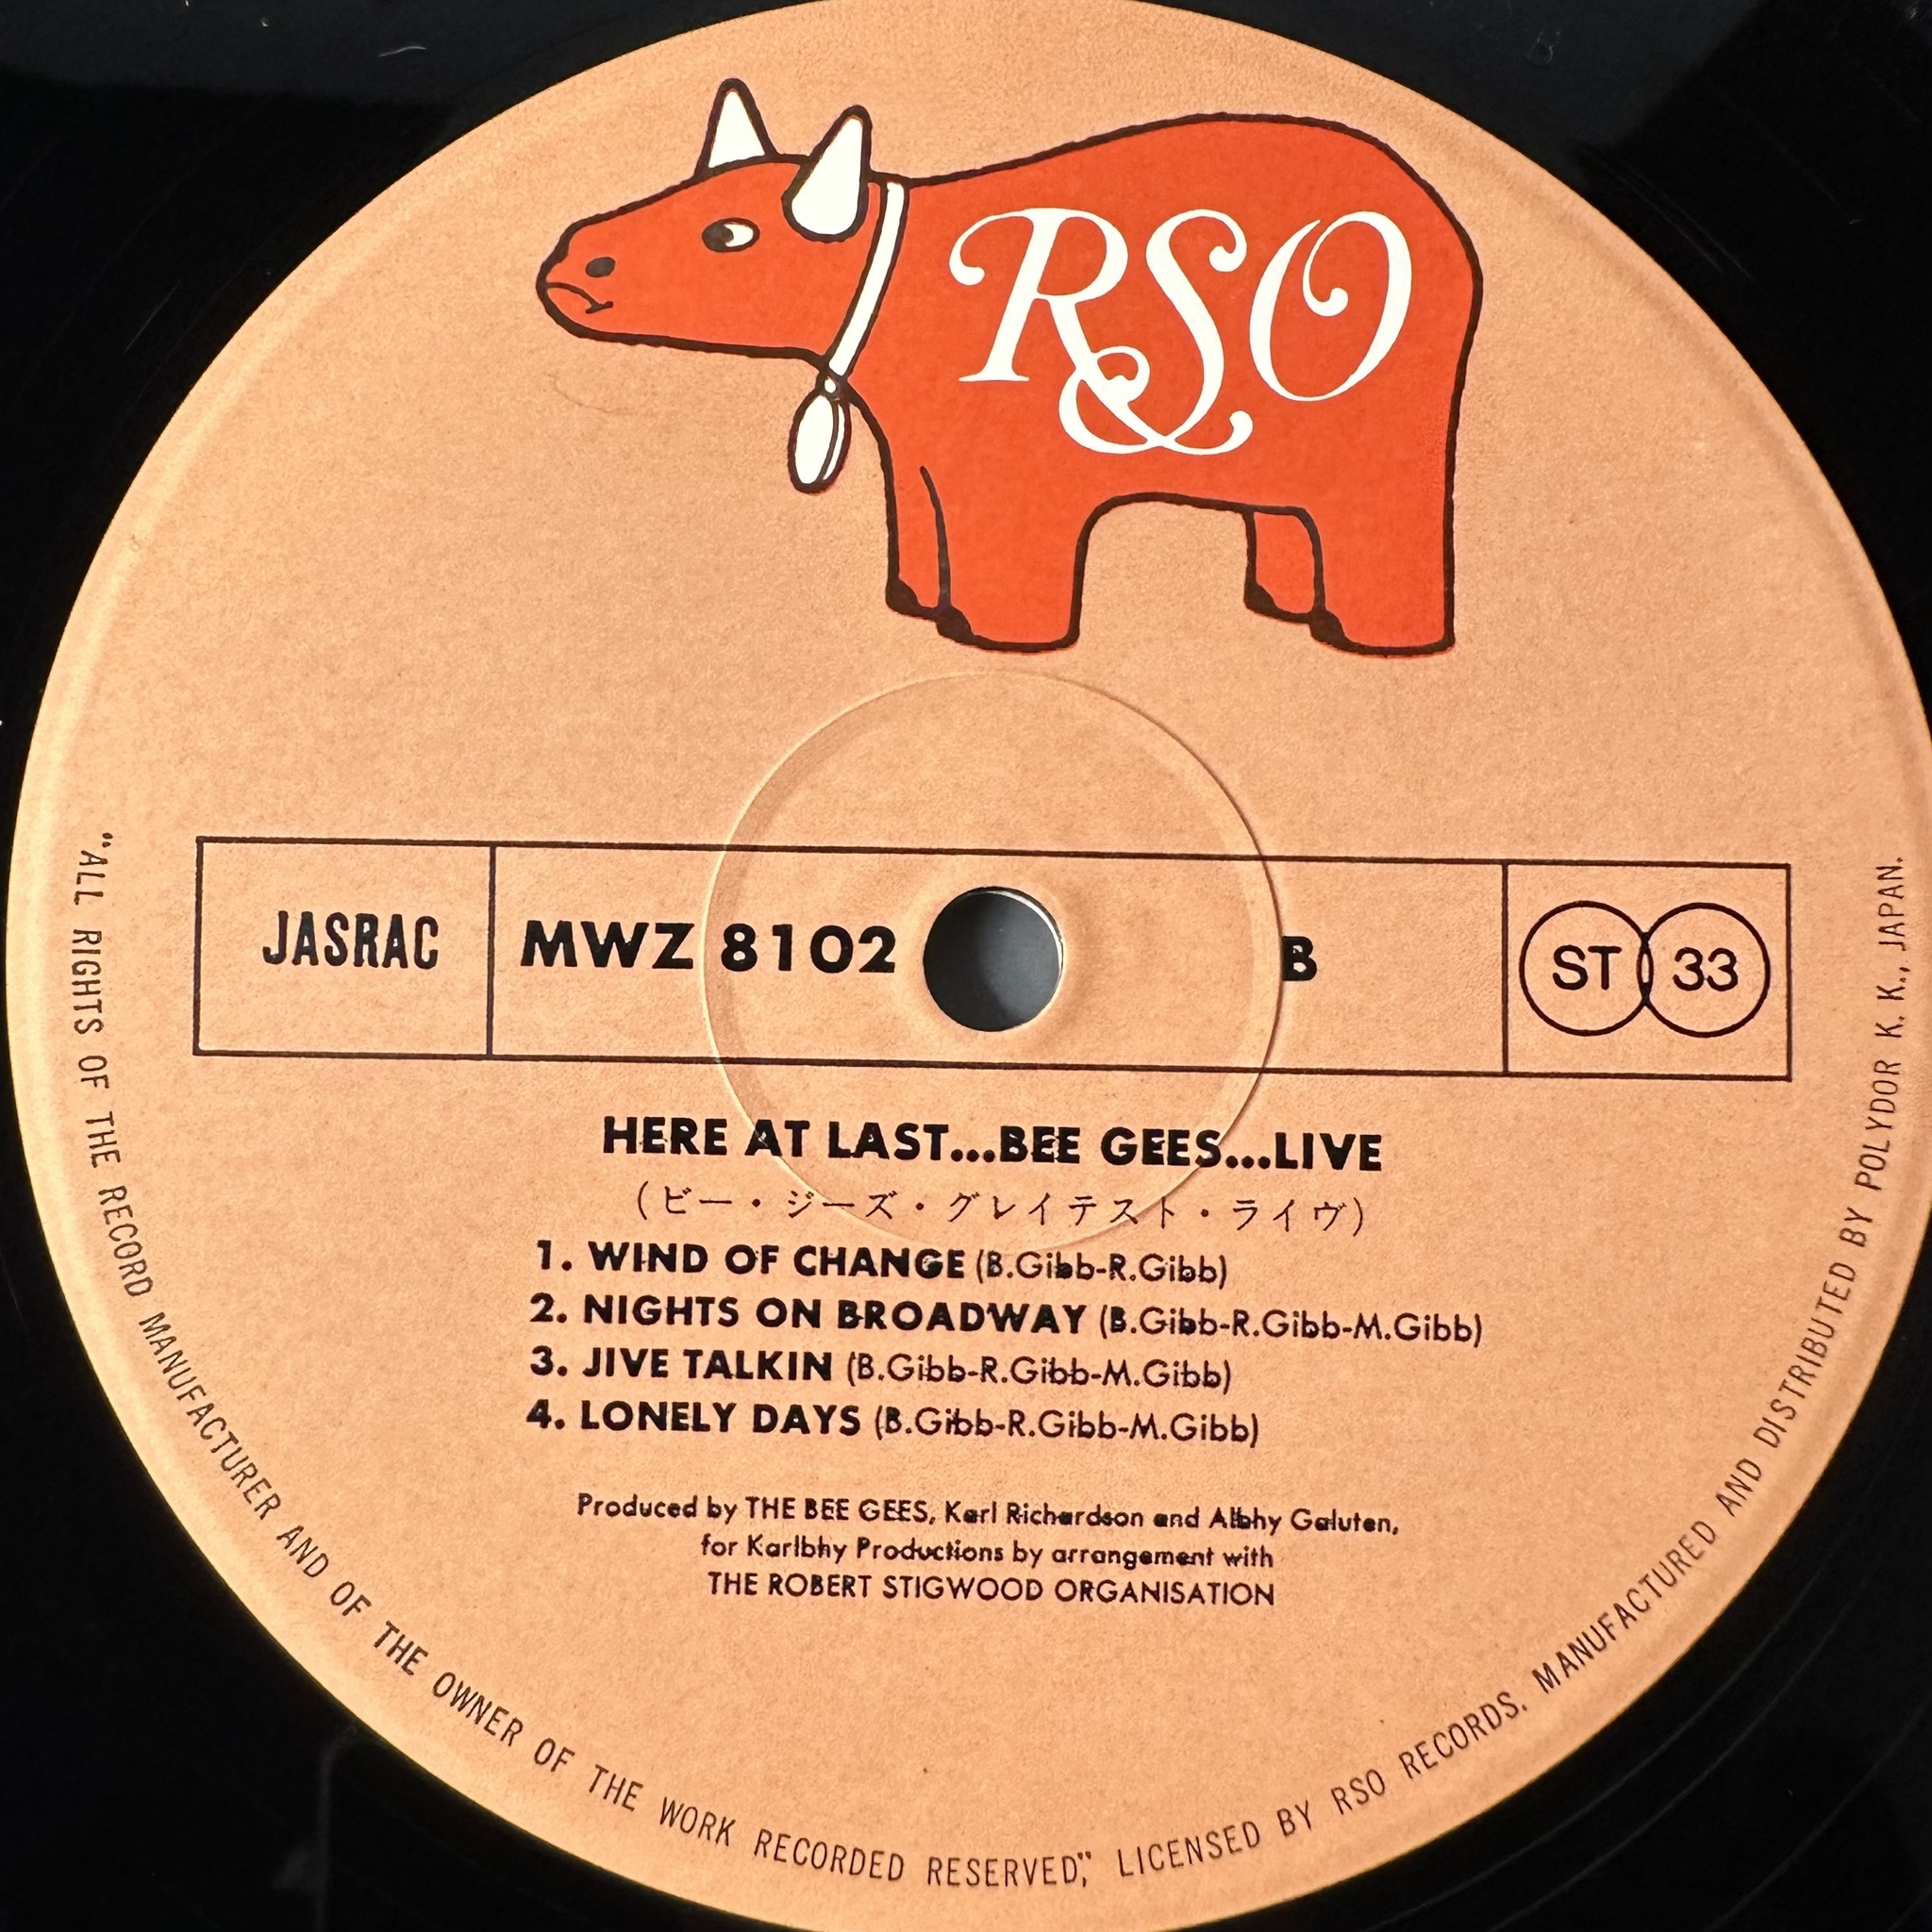 RSO
JASRAC
MWZ 8102
B
ST 33
HERE AT LAST...BEE GEES...LIVE
(ビー・ジーズ・グレイテスト・ライヴ)
1. WIND OF CHANGE (B.Gibb-R.Gibb)
2. NIGHTS ON BROADWAY (B.Gibb-R.Gibb-M.Gibb)
3. JIVE TALKIN (B.Gibb-R.Gibb-M.Gibb)
4. LONELY DAYS (B.Gibb-R.Gibb-M.Gibb)
Produced by THE BEE GEES, Karl Richardson and Albhy Galuten,
for Karlbhy Productions by arrangement with
THE ROBERT STIGWOOD ORGANISATION
"ALL RIGHTS OF THE RECORD MANUFACTURER AND OF THE OWNER OF THE WORK RECORDED RESERVED," LICENSED BY RSO RECORDS. MANUFACTURED AND DISTRIBUTED BY POLYDOR K. K., JAPAN.